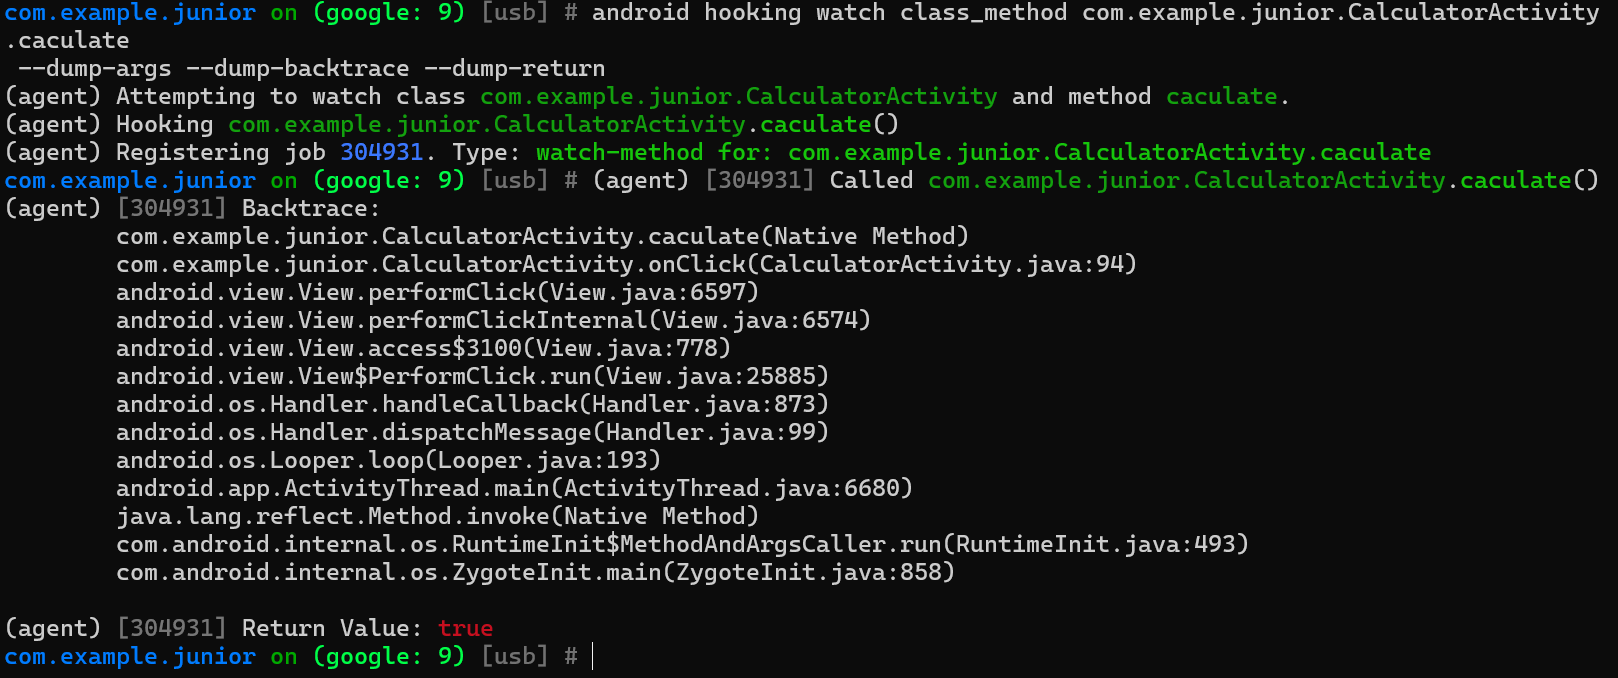 com.example.junior on (google: 9) [usb] # android hooking watch class_method com.example.junior.CalculatorActivity
.caculate
--dump-args --dump-backtrace --dump-return
(agent) Attempting to watch class com.example.junior.CalculatorActivity and method caculate.
(agent) Hooking com.example.junior.CalculatorActivity.caculate()
(agent) Registering job 304931. Type: watch-method for: com.example.junior.CalculatorActivity.caculate
com.example.junior on (google: 9) [usb] # (agent) [304931] Called com.example.junior.CalculatorActivity.caculate()
(agent) [304931] Backtrace:
com.example.junior.CalculatorActivity.caculate(Native Method)
com.example.junior.CalculatorActivity.onClick(CalculatorActivity.java:94)
android.view.View.performClick(View.java:6597)
android.view.View.performClickInternal(View.java:6574)
android.view.View.access$3100(View.java:778)
android.view.View$PerformClick.run(View.java:25885)
android.os.Handler.handleCallback(Handler.java:873)
android.os.Handler.dispatchMessage(Handler.java:99)
android.os.Looper.loop(Looper.java:193)
android.app.ActivityThread.main(ActivityThread.java:6680)
java.lang.reflect.Method.invoke(Native Method)
com.android.internal.os.RuntimeInit$MethodAndArgsCaller.run(RuntimeInit.java:493)
com.android.internal.os.ZygoteInit.main(ZygoteInit.java:858)
(agent) [304931] Return Value: true
com.example.junior on (google: 9) [usb] #